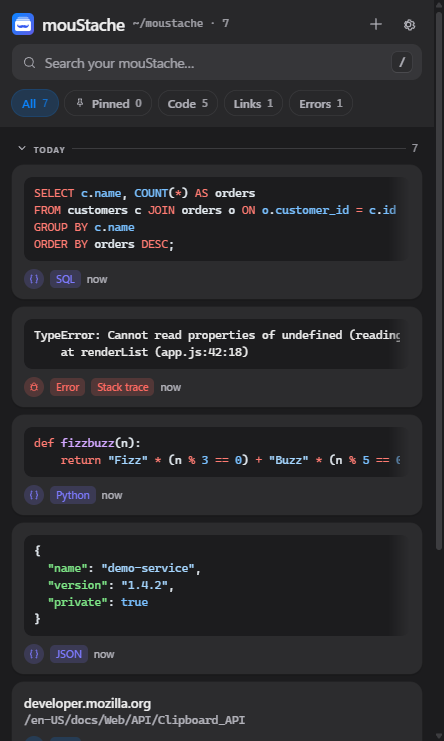 mouStache ~/moustache · 7
Search your mouStache… /
All 7 Pinned 0 Code 5 Links 1 Errors 1
TODAY 7
SELECT c.name, COUNT(*) AS orders
FROM customers c JOIN orders o ON o.customer_id = c.id
GROUP BY c.name
ORDER BY orders DESC;
SQL now
TypeError: Cannot read properties of undefined (reading
    at renderList (app.js:42:18)
Error Stack trace now
def fizzbuzz(n):
    return "Fizz" * (n % 3 == 0) + "Buzz" * (n % 5 == 0
Python now
{
  "name": "demo-service",
  "version": "1.4.2",
  "private": true
}
{} JSON now
developer.mozilla.org
/en-US/docs/Web/API/Clipboard_API